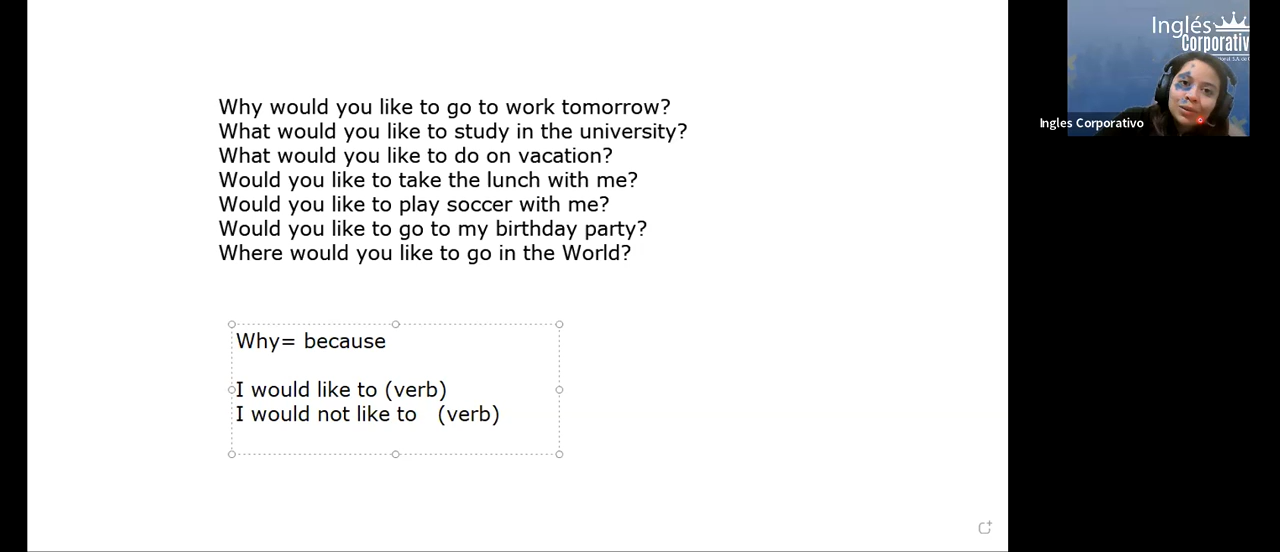 Why would you like to go to work tomorrow?
What would you like to study in the university?
What would you like to do on vacation?
Would you like to take the lunch with me?
Would you like to play soccer with me?
Would you like to go to my birthday party?
Where would you like to go in the World?
Why= because
I would like to (verb)
I would not like to (verb)
Inglés
Corporativ
Ingles Corporativo